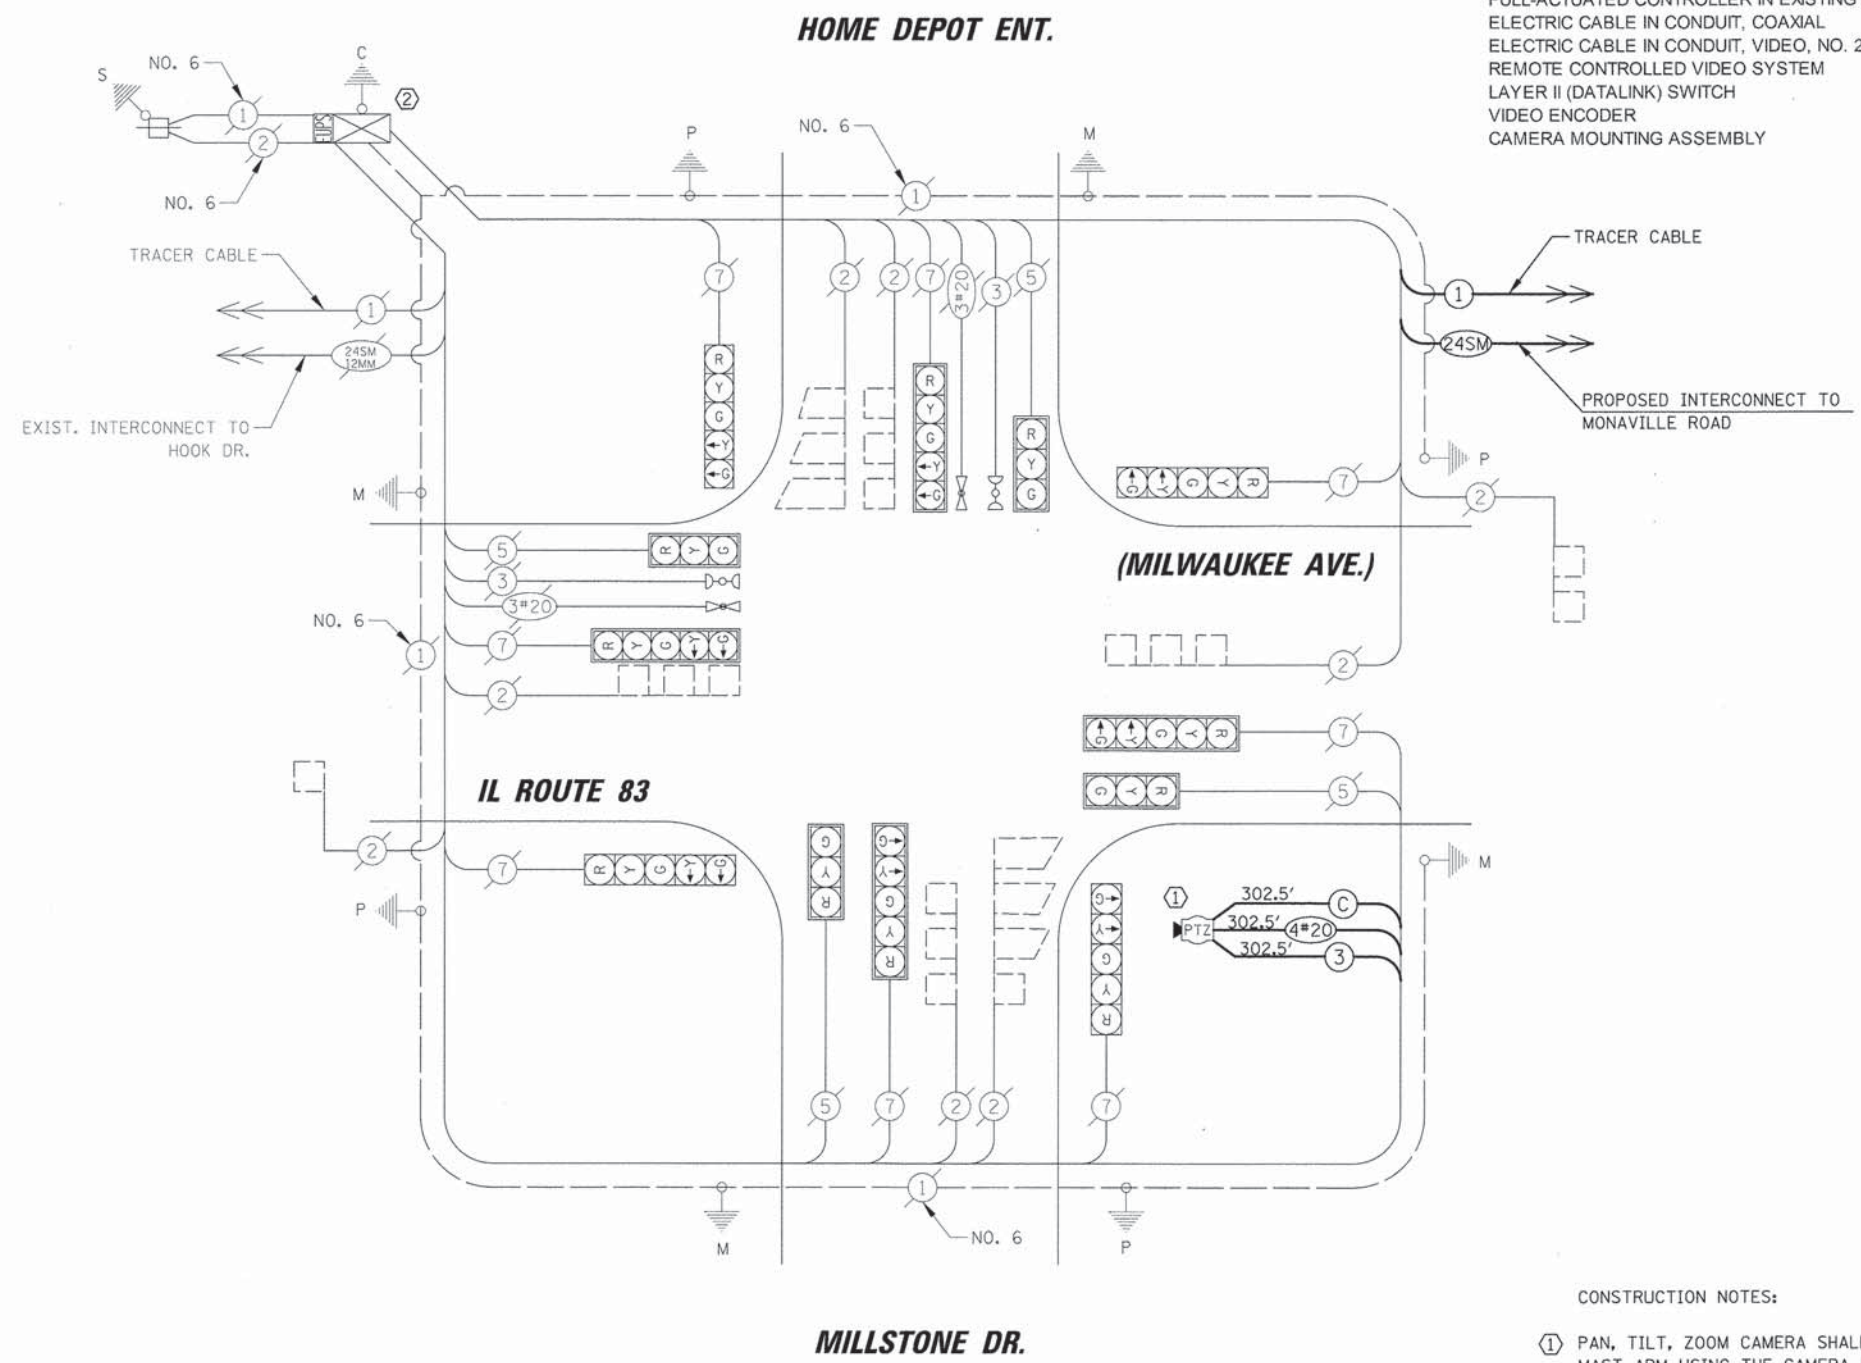 HOME DEPOT ENT.
ELECTRIC CABLE IN CONDUIT, COAXIAL
ELECTRIC CABLE IN CONDUIT, VIDEO, NO. 2
REMOTE CONTROLLED VIDEO SYSTEM
LAYER II (DATALINK) SWITCH
VIDEO ENCODER
CAMERA MOUNTING ASSEMBLY
S
NO. 6
C
1
EUPS
2
2
NO. 6
P
NO. 6
M
1
TRACER CABLE
1
24SM
12MM
EXIST. INTERCONNECT TO
HOOK DR.
TRACER CABLE
1
24SM
PROPOSED INTERCONNECT TO
MONAVILLE ROAD
7
2
2
7
3#20
3
5
R
Y
G
←Y
←G
R
Y
G
←Y
←G
R
Y
G
M
P
G Y G Y R
7
2
5
R Y G
3
3#20
NO. 6
1
7
R Y G Y G
2
(MILWAUKEE AVE.)
2
G Y G Y R
7
G Y R
5
IL ROUTE 83
2
7
R Y G Y G
P
G
Y
R
G
Y
G
Y
R
G
Y
G
Y
R
M
1
PTZ
302.5' C
302.5' 4#20
302.5' 3
5
7
2
2
7
1
NO. 6
M
P
MILLSTONE DR.
CONSTRUCTION NOTES:
1 PAN, TILT, ZOOM CAMERA SHALL